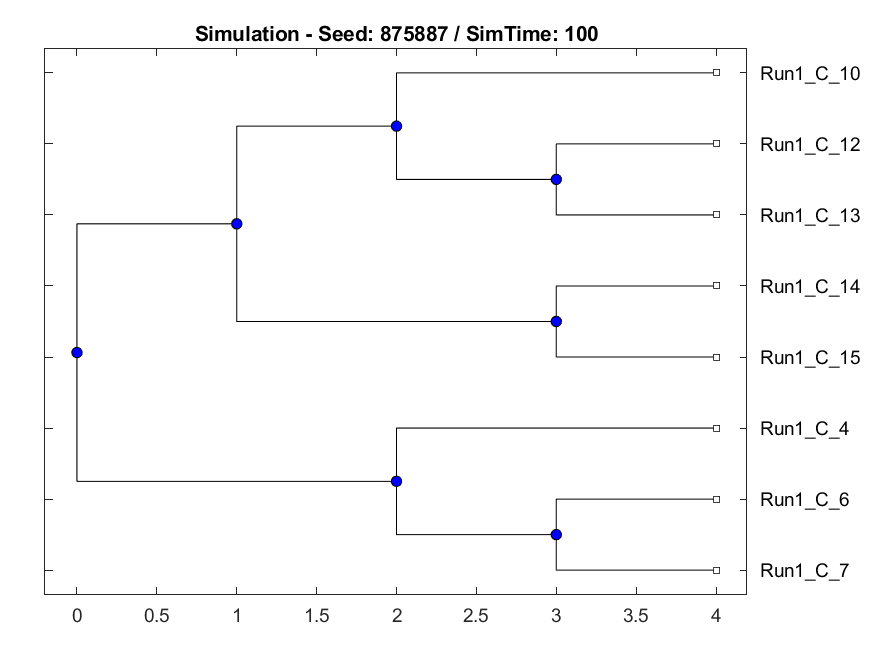 Simulation - Seed: 875887 / SimTime: 100
Run1_C_10
Run1_C_12
Run1_C_13
Run1_C_14
Run1_C_15
Run1_C_4
Run1_C_6
Run1_C_7
0 0.5 1 1.5 2 2.5 3 3.5 4